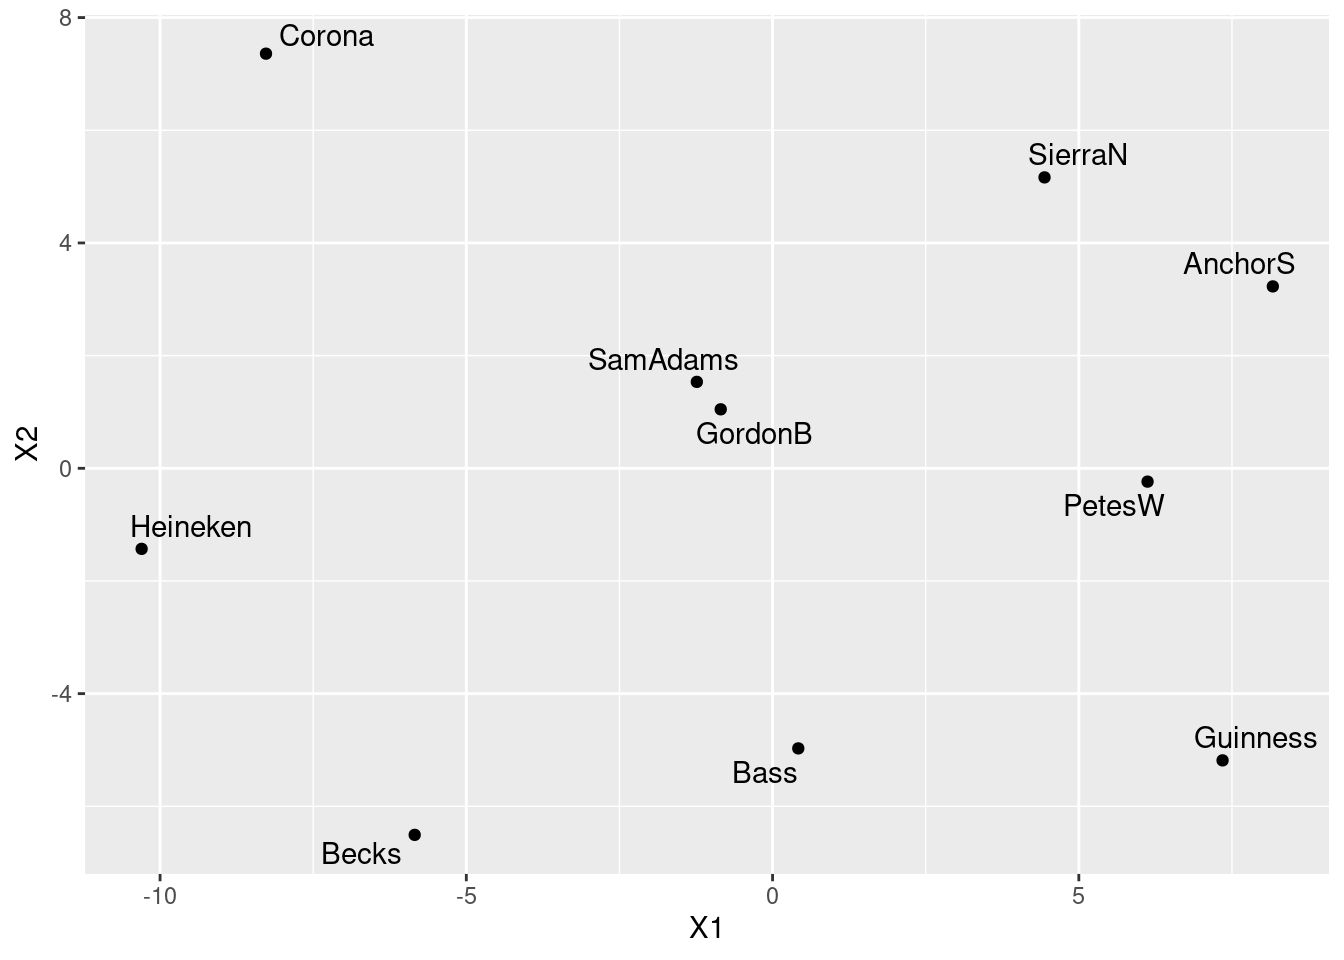 8
Corona
SierraN
4
AnchorS
SamAdams
GordonB
X2
0
PetesW
Heineken
-4
Guinness
Bass
Becks
-10 -5 0 5
X1